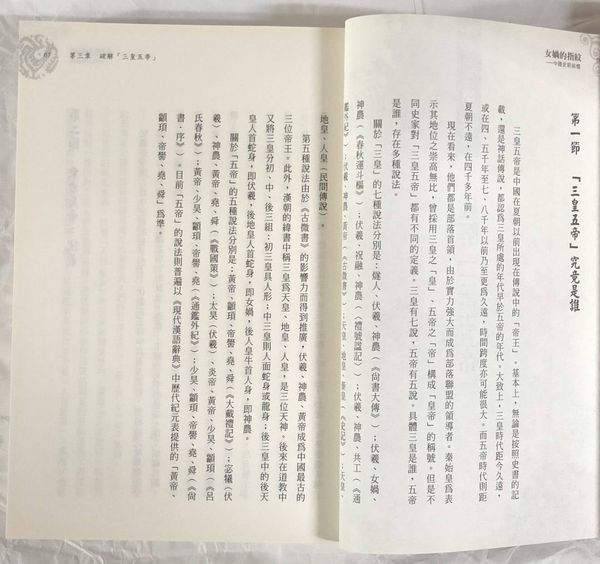 女媧的指紋
──中國史前祕檔
第一節 「三皇五帝」究竟是誰
三皇五帝是中國在夏朝以前出現在傳說中的「帝王」。基本上,無論是按照史書的記
載,還是神話傳說,都認為三皇所處的年代早於五帝的年代。大致上,三皇時代距今久遠,
或在四、五千年至七、八千年以前乃至更為久遠,時間跨度亦可能很大。而五帝時代則距
夏朝不遠,在四千多年前。
現在看來,他們都是部落首領,由於實力強大而成為部落聯盟的領導者。秦始皇為表
示其地位之崇高無比,曾採用三皇之「皇」、五帝之「帝」構成「皇帝」的稱號。但是不
同史家對「三皇五帝」都有不同的定義。三皇有七說,五帝有五說。具體三皇是誰,五帝
是誰,存在多種說法。
關於「三皇」的七種說法分別是:燧人、伏羲、神農(《尚書大傳》);伏羲、女媧、
神農(《春秋運斗樞》);伏羲、祝融、神農(《禮號諡記》);伏羲、神農、共工(《通
鑑外紀》);伏羲、神農、黃帝(《古微書》);天皇、地皇、泰皇(《史記》);天皇、
地皇、人皇(民間傳說)。
第五種說法由於《古微書》的影響力而得到推廣,伏羲、神農、黃帝成為中國最古的
三位帝王。此外,漢朝的緯書中稱三皇為天皇、地皇、人皇,是三位天神。後來在道教中
又將三皇分初、中、後三組:初三皇具人形;中三皇則人面蛇身或龍身;後三皇中的後天
皇人首蛇身,即伏羲,後地皇人首蛇身,即女媧,後人皇牛首人身,即神農。
關於「五帝」的五種說法分別是:黃帝、顓頊、帝嚳、堯、舜(《大戴禮記》);宓犧(伏
羲)、神農、黃帝、堯、舜(《戰國策》);太昊(伏羲)、炎帝、黃帝、少昊、顓頊(《呂
氏春秋》);黃帝、少昊、顓頊、帝嚳、堯(《通鑑外紀》);少昊、顓頊、帝嚳、堯、舜(《尚
書.序》)。目前「五帝」的說法則普遍以《現代漢語辭典》中歷代紀元表提供的「黃帝、
顓頊、帝嚳、堯、舜」為準。
第三章 破解「三皇五帝」